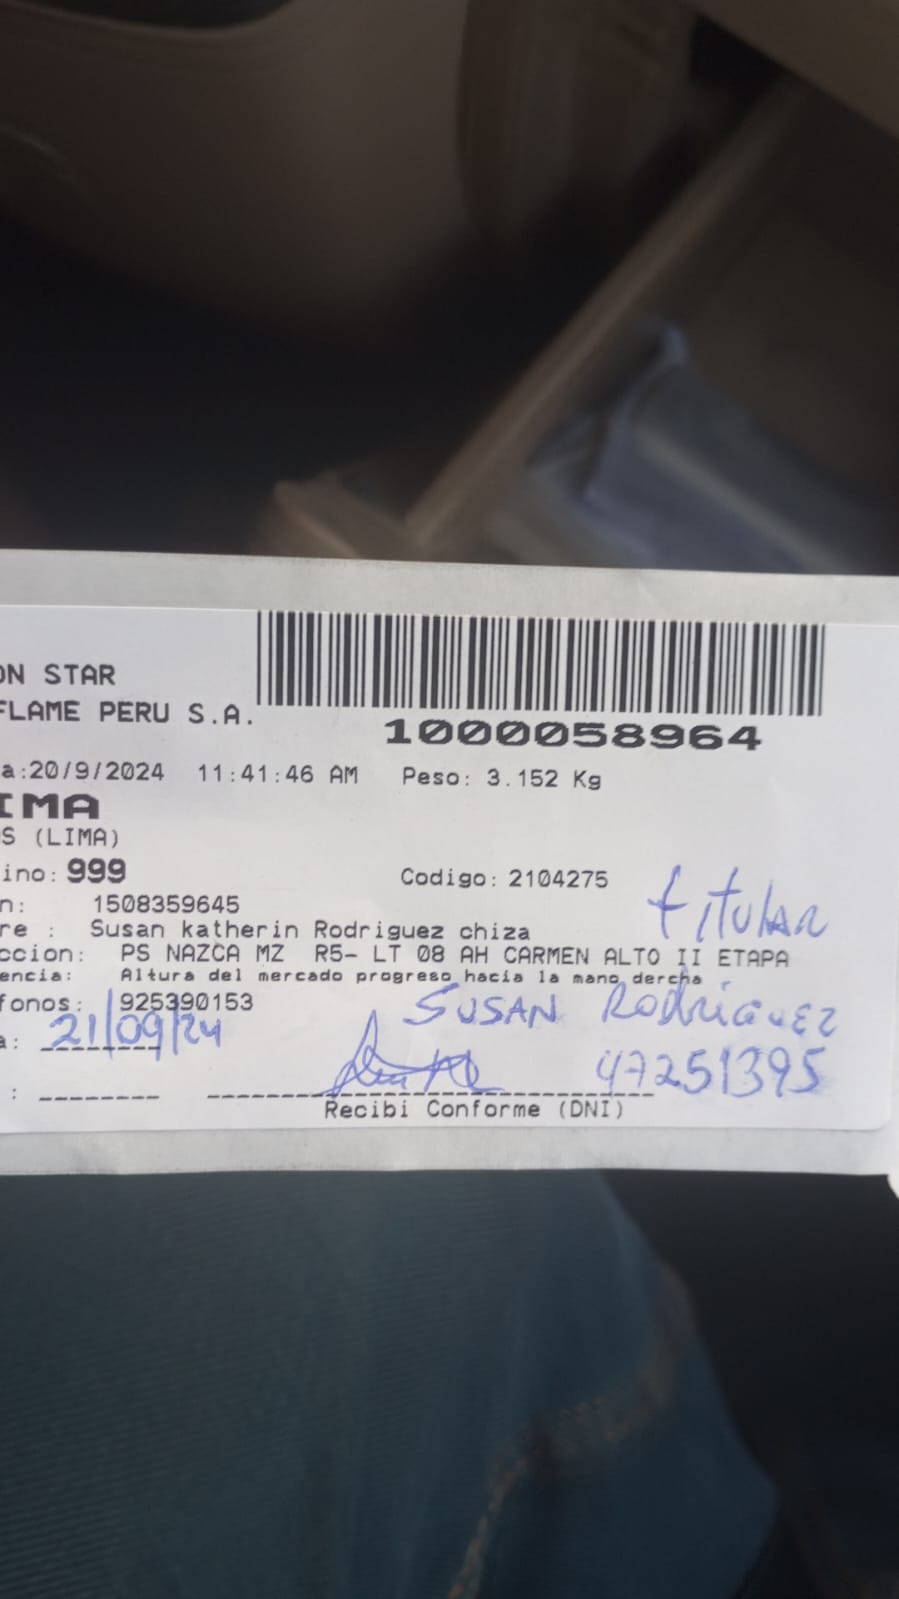 ON STAR
FLAME PERU S.A.
1000058964
a:20/9/2024 11:41:46 AM Peso: 3.152 Kg
IMA
S (LIMA)
ino: 999 Codigo: 2104275
titular
n: 1508359645
re : Susan katherin Rodriguez chiza
ccion: PS NAZCA MZ R5- LT 08 AH CARMEN ALTO II ETAPA
encia: Altura del mercado progreso hacia la mano dercha
fonos: 925390153
SUSAN Rodriguez
a: 21/09/24
47251395
: Recibi Conforme (DNI)